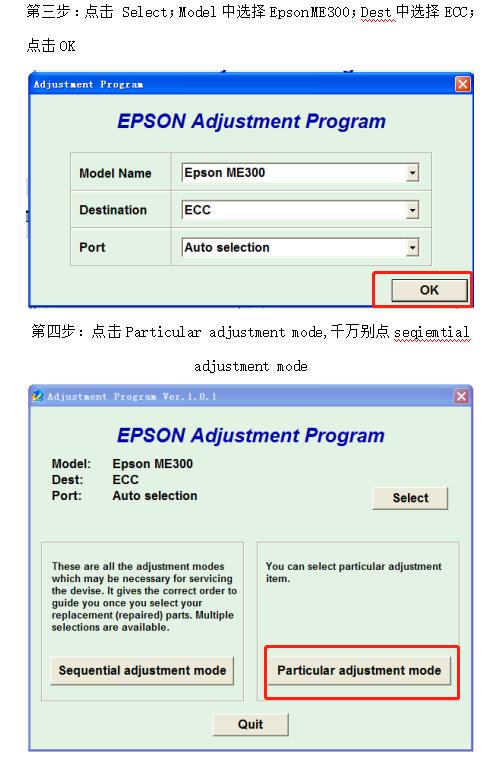 第三步：点击 Select；Model 中选择 EpsonME300；Dest 中选择 ECC；
点击 OK
Adjustment Program
EPSON Adjustment Program
Model Name Epson ME300
Destination ECC
Port Auto selection
OK
第四步：点击 Particular adjustment mode,千万别点 seqiemtial
adjustment mode
Adjustment Program Ver.1.0.1
EPSON Adjustment Program
Model: Epson ME300
Dest: ECC
Port: Auto selection
Select
These are all the adjustment modes
which may be necessary for servicing
the devise. It gives the correct order to
guide you once you select your
replacement (repaired) parts. Multiple
selections are available.
You can select particular adjustment
item.
Sequential adjustment mode
Particular adjustment mode
Quit